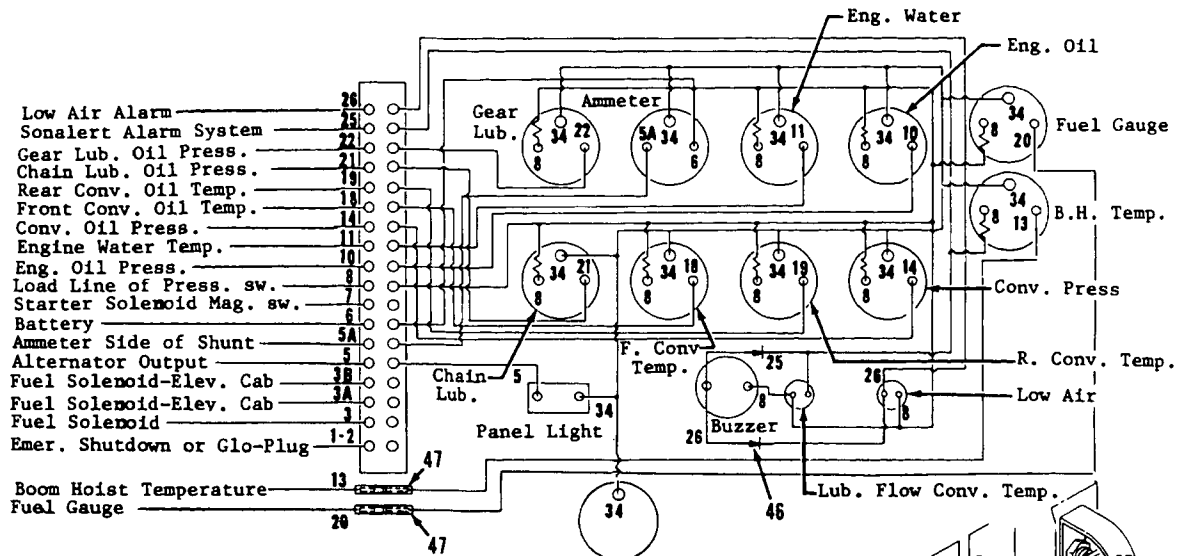 Eng. Water
Eng. Oil
Low Air Alarm 26
Sonalert Alarm System 25
Gear Lub. Oil Press. 22
Chain Lub. Oil Press. 21
Rear Conv. Oil Temp. 19
Front Conv. Oil Temp. 18
Conv. Oil Press. 14
Engine Water Temp. 11
Eng. Oil Press. 10
Load Line of Press. sw. 8
Starter Solenoid Mag. sw. 7
Battery 6
Ammeter Side of Shunt 5A
Alternator Output 5
Fuel Solenoid-Elev. Cab 3B
Fuel Solenoid-Elev. Cab 3A
Fuel Solenoid 3
Emer. Shutdown or Glo-Plug 1-2
Boom Hoist Temperature 13
47
Fuel Gauge 20
47
Gear
Lub.
34 22
8
Ammeter
5A 34
6
34 11
8
34 10
8
34
8 20
Fuel Gauge
34
8 13
B.H. Temp.
34 21
8
34 18
8
34 19
8
34 14
8
Conv. Press
Chain
Lub.
F. Conv
Temp.
R. Conv. Temp.
5
34
Panel Light
25
8
Buzzer
26
46
26
8
Low Air
Lub. Flow Conv. Temp.
34